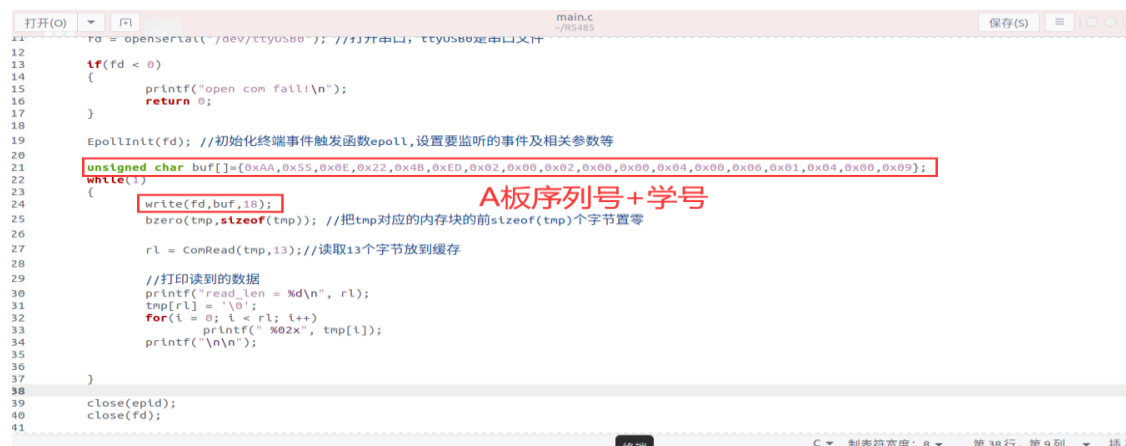 打开(O)
main.c
~/RS485
保存(S)
11 fd = openSerial("/dev/ttyUSB0"); //打开串口，ttyUSB0是串口文件
12
13 if(fd < 0)
14 {
15 printf("open com fail!\n");
16 return 0;
17 }
18
19 EpollInit(fd); //初始化终端事件触发函数epoll,设置要监听的事件及相关参数等
20
21 unsigned char buf[]={0xAA,0x55,0x0E,0x22,0x4B,0xED,0x02,0x00,0x02,0x00,0x00,0x04,0x00,0x06,0x01,0x04,0x00,0x09};
22 while(1)
23 {
A板序列号+学号
24 write(fd,buf,18);
25 bzero(tmp,sizeof(tmp)); //把tmp对应的内存块的前sizeof(tmp)个字节置零
26
27 rl = ComRead(tmp,13);//读取13个字节放到缓存
28
29 //打印读到的数据
30 printf("read_len = %d\n", rl);
31 tmp[rl] = '\0';
32 for(i = 0; i < rl; i++)
33 printf(" %02x", tmp[i]);
34 printf("\n\n");
35
36
37 }
38
39 close(epid);
40 close(fd);
41
C
制表符宽度：8
第 38 行，第 9 列
插